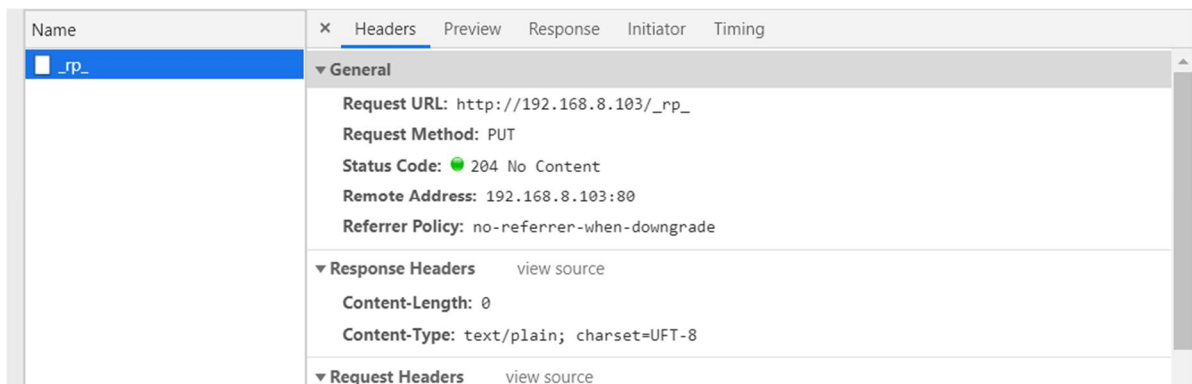 Name
× Headers Preview Response Initiator Timing
_rp_
▼ General
Request URL: http://192.168.8.103/_rp_
Request Method: PUT
Status Code: 204 No Content
Remote Address: 192.168.8.103:80
Referrer Policy: no-referrer-when-downgrade
▼ Response Headers view source
Content-Length: 0
Content-Type: text/plain; charset=UFT-8
▼ Request Headers view source